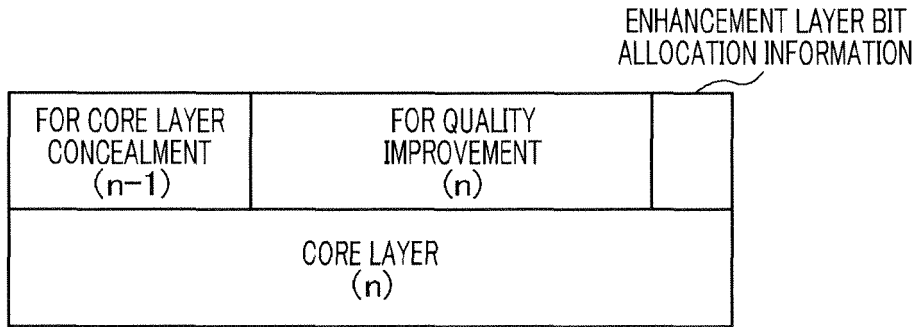 ENHANCEMENT LAYER BIT
ALLOCATION INFORMATION
FOR CORE LAYER
CONCEALMENT
(n-1)
FOR QUALITY
IMPROVEMENT
(n)
CORE LAYER
(n)